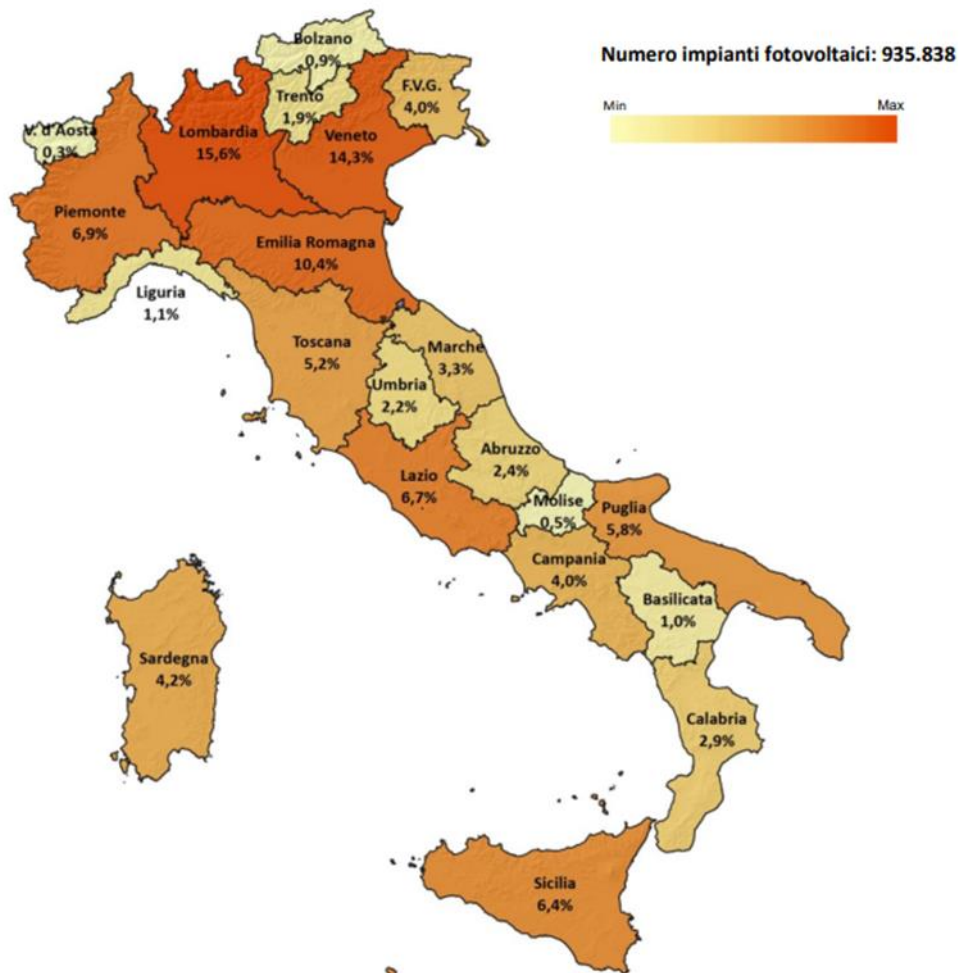 Numero impianti fotovoltaici: 935.838
Min
Max
Bolzano
0,9%
Trento
1,9%
F.V.G.
4,0%
V. d'Aosta
0,3%
Lombardia
15,6%
Veneto
14,3%
Piemonte
6,9%
Emilia Romagna
10,4%
Liguria
1,1%
Toscana
5,2%
Marche
3,3%
Umbria
2,2%
Abruzzo
2,4%
Lazio
6,7%
Molise
0,5%
Puglia
5,8%
Campania
4,0%
Basilicata
1,0%
Sardegna
4,2%
Calabria
2,9%
Sicilia
6,4%